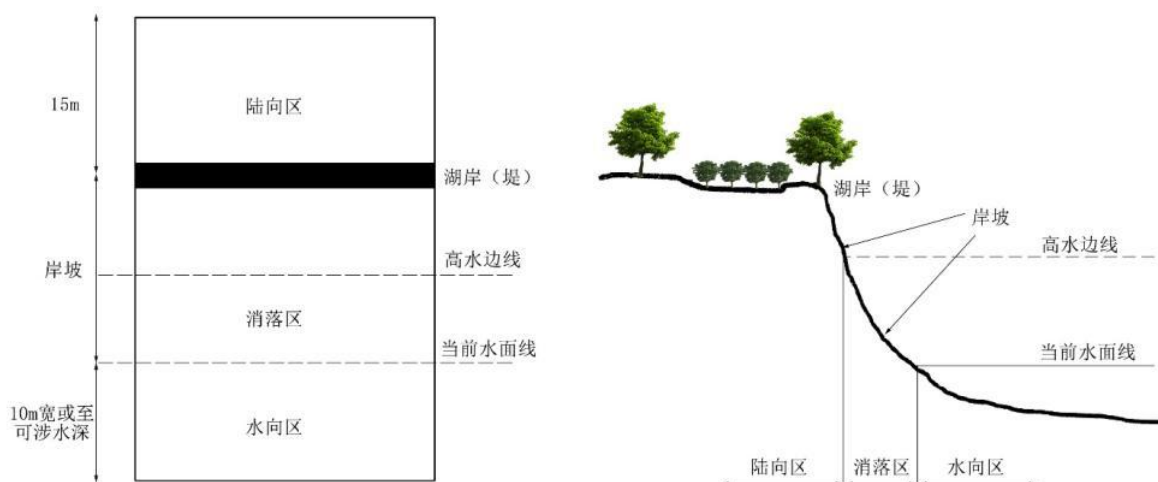 15m
陆向区
湖岸（堤）
岸坡
高水边线
消落区
当前水面线
10m宽或至
可涉水深
水向区
湖岸（堤）
岸坡
高水边线
当前水面线
陆向区
消落区
水向区